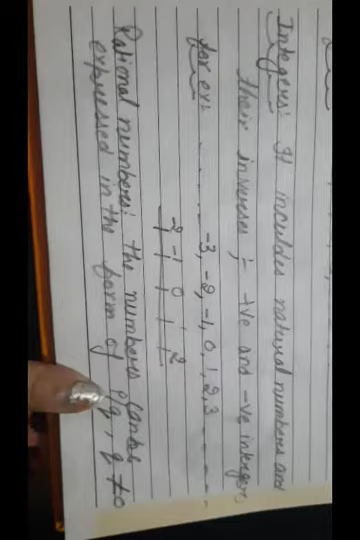 Integers: It inculdes natural numbers and
their inverses ;- +ve and -ve integers
for ex:- ...... -3, -2, -1, 0, 1, 2, 3 ......
-2 -1 0 1 2
Rational numbers: the numbers can be
expressed in the form of p/q, q ≠ 0